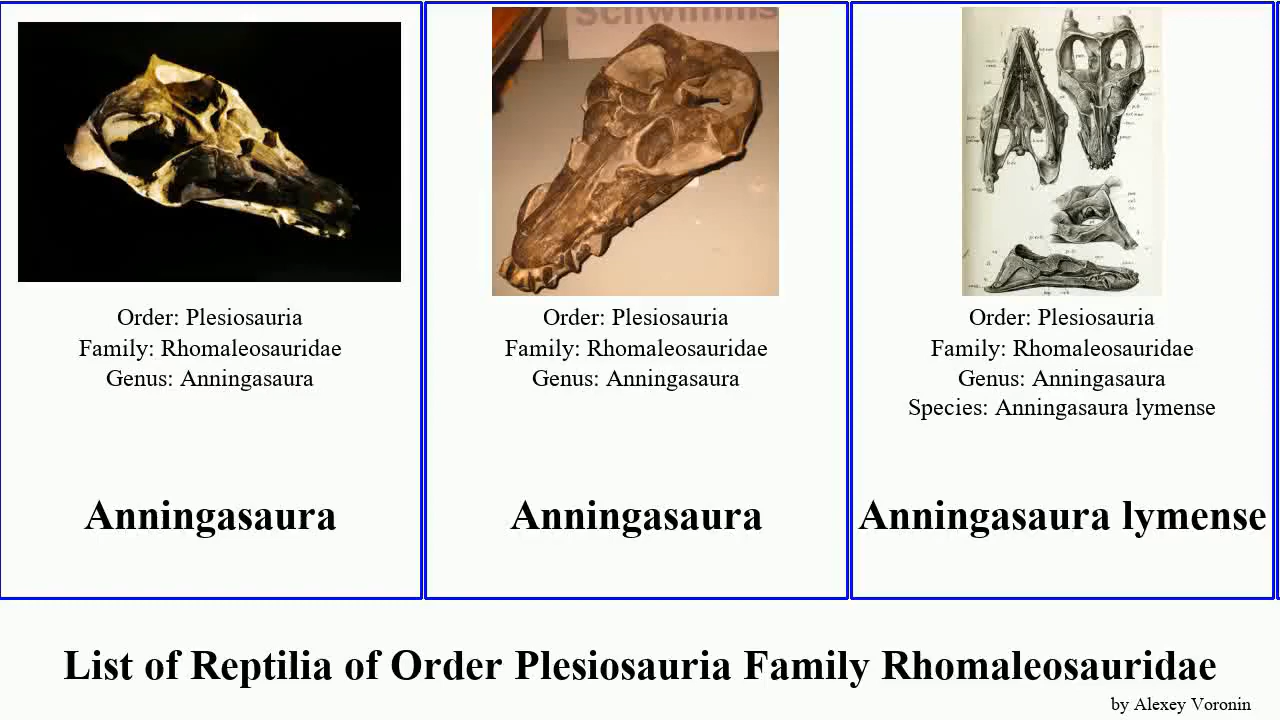 Schwimms
Order: Plesiosauria
Family: Rhomaleosauridae
Genus: Anningasaura
Anningasaura
Order: Plesiosauria
Family: Rhomaleosauridae
Genus: Anningasaura
Anningasaura
Order: Plesiosauria
Family: Rhomaleosauridae
Genus: Anningasaura
Species: Anningasaura lymense
Anningasaura lymense
List of Reptilia of Order Plesiosauria Family Rhomaleosauridae
by Alexey Voronin